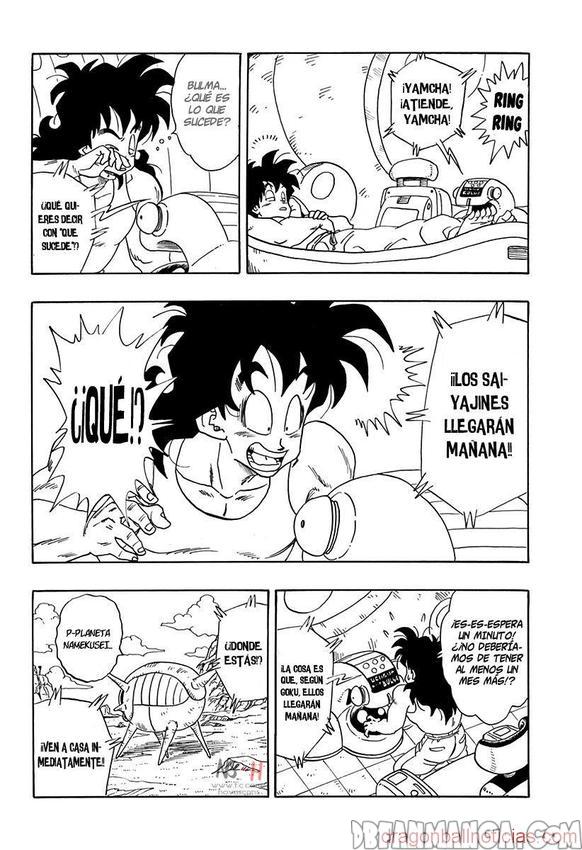 RING
RING
¡YAMCHA!
¡ATIENDE,
YAMCHA!
BULMA...
¿QUÉ ES
LO QUE
SUCEDE?
¿¡QUÉ QUI-
ERES DECIR
CON "QUE
SUCEDE"!?
¡¡LOS SAI-
YAJINES
LLEGARÁN
MAÑANA!!
¿¡QUÉ!?
¡ES-ES-ESPERA
UN MINUTO!
¿¡NO DEBERÍA-
MOS DE TENER
AL MENOS UN
MES MÁS!?
¡LA COSA ES
QUE, SEGÚN
GOKU, ELLOS
LLEGARÁN
MAÑANA!
¿¡DONDE
ESTÁS!?
P-PLANETA
NAMEKUSEI...
¡VEN A CASA IN-
MEDIATAMENTE!
DBFANMANGA.COM
dragonballnoticias.com